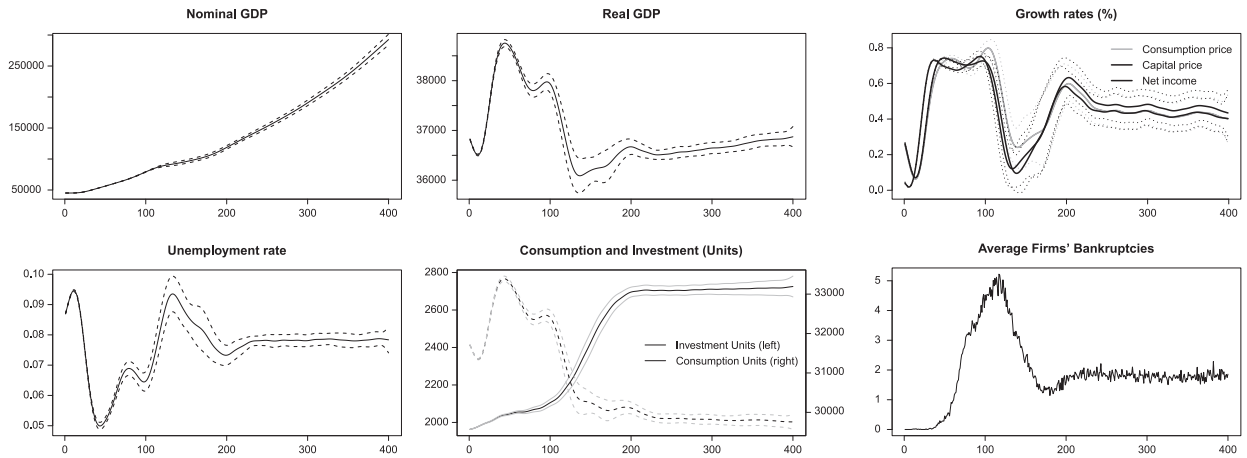 Nominal GDP
250000
150000
50000
0 100 200 300 400
Real GDP
38000
37000
36000
0 100 200 300 400
Growth rates (%)
0.8
0.6
0.4
0.2
0.0
Consumption price
Capital price
Net income
0 100 200 300 400
Unemployment rate
0.10
0.09
0.08
0.07
0.06
0.05
0 100 200 300 400
Consumption and Investment (Units)
2800
2600
2400
2200
2000
Investment Units (left)
Consumption Units (right)
33000
32000
31000
30000
0 100 200 300 400
Average Firms' Bankruptcies
5
4
3
2
1
0
0 100 200 300 400